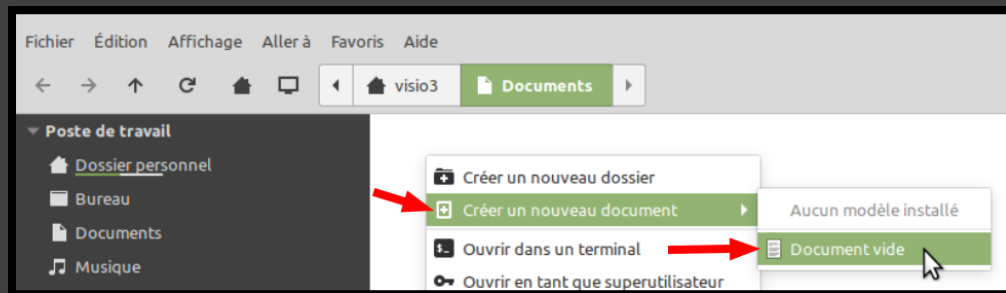 Fichier Édition Affichage Aller à Favoris Aide
visio3 Documents
Poste de travail
Dossier personnel
Bureau
Documents
Musique
Créer un nouveau dossier
Créer un nouveau document
Ouvrir dans un terminal
Ouvrir en tant que superutilisateur
Aucun modèle installé
Document vide